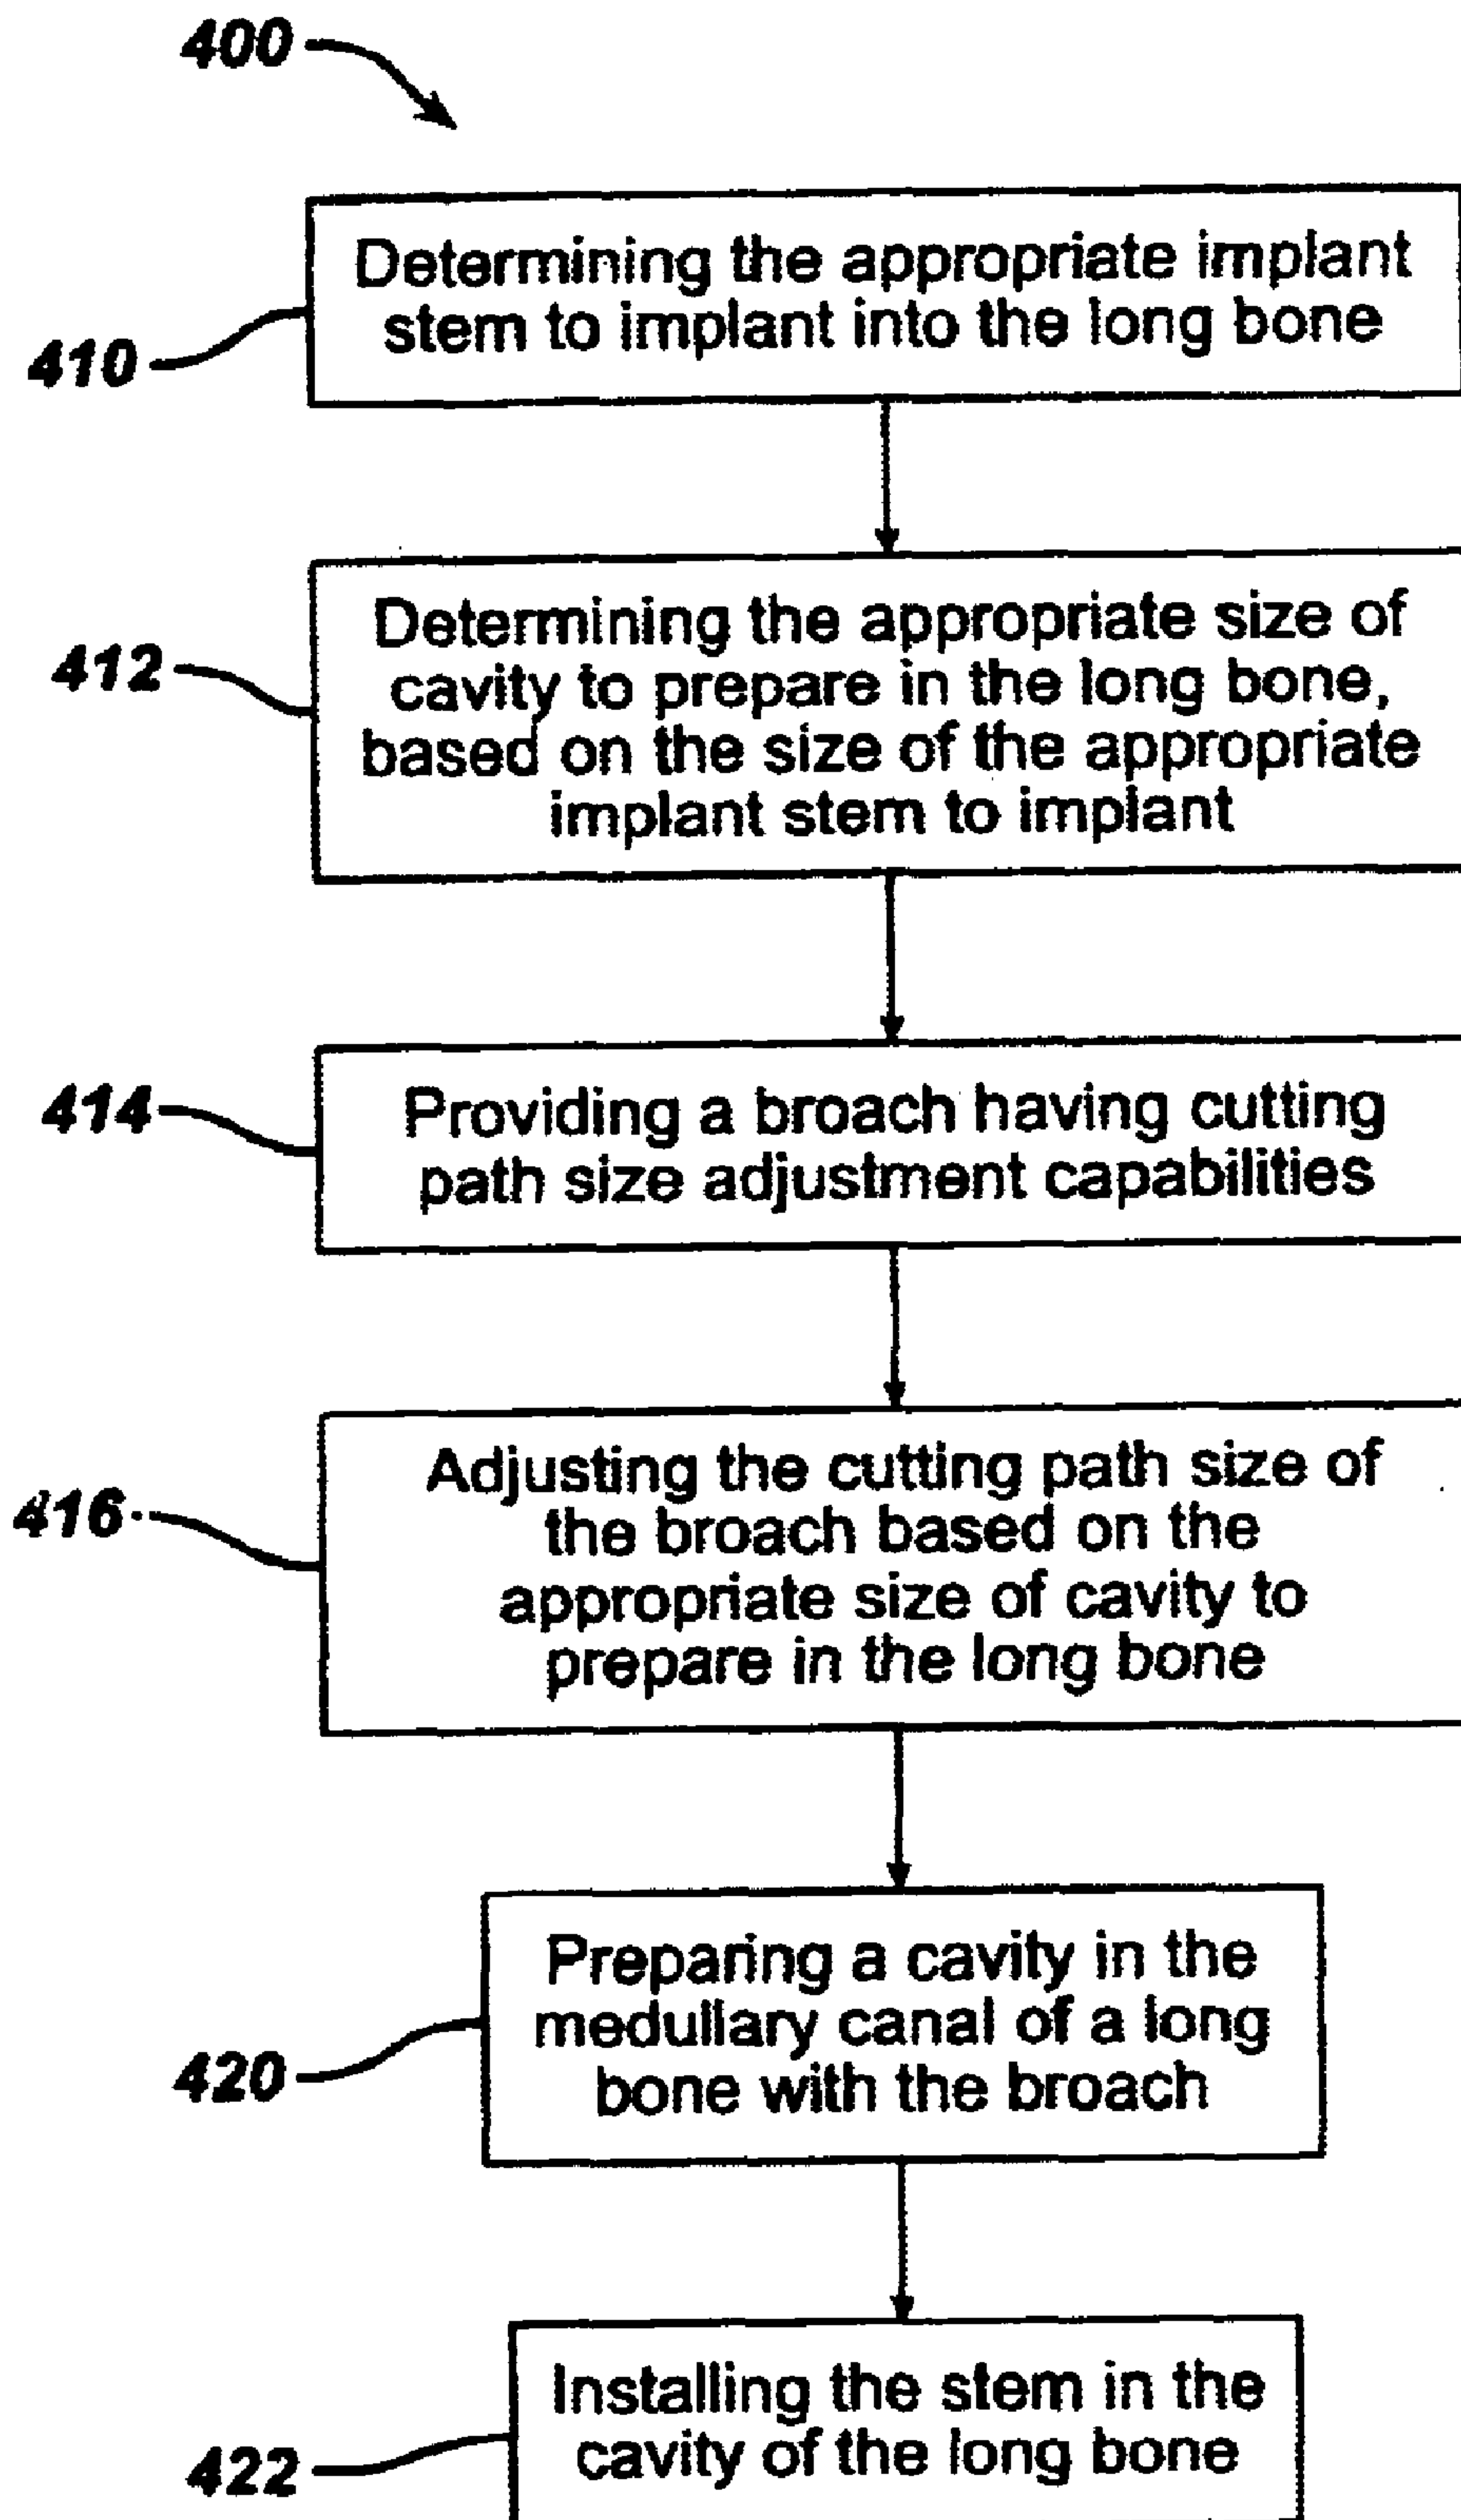 400
410
Determining the appropriate implant
stem to implant into the long bone
412
Determining the appropriate size of
cavity to prepare in the long bone,
based on the size of the appropriate
implant stem to implant
414
Providing a broach having cutting
path size adjustment capabilities
416
Adjusting the cutting path size of
the broach based on the
appropriate size of cavity to
prepare in the long bone
420
Preparing a cavity in the
medullary canal of a long
bone with the broach
422
Installing the stem in the
cavity of the long bone